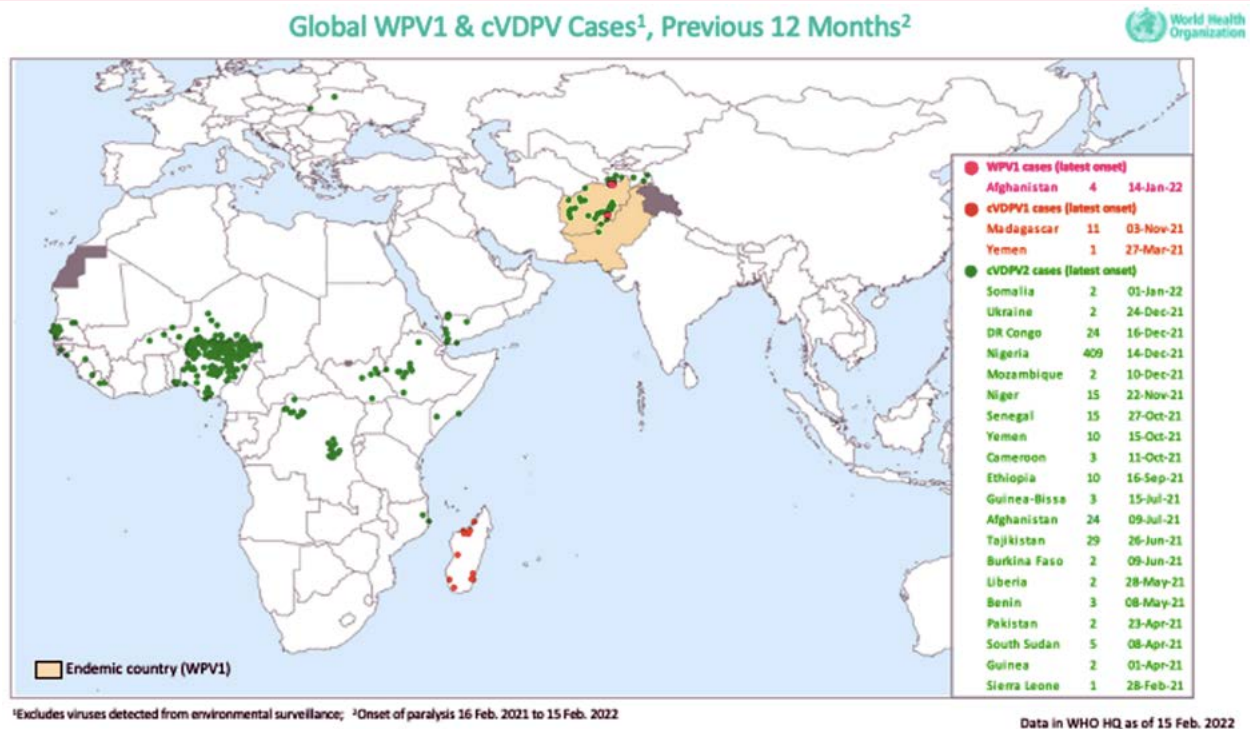 Global WPV1 & cVDPV Cases¹, Previous 12 Months²
World Health
Organization
WPV1 cases (latest onset)
Afghanistan 4 14-Jan-22
cVDPV1 cases (latest onset)
Madagascar 11 03-Nov-21
Yemen 1 27-Mar-21
cVDPV2 cases (latest onset)
Somalia 2 01-Jan-22
Ukraine 2 24-Dec-21
DR Congo 24 16-Dec-21
Nigeria 409 14-Dec-21
Mozambique 2 10-Dec-21
Niger 15 22-Nov-21
Senegal 15 27-Oct-21
Yemen 10 15-Oct-21
Cameroon 3 11-Oct-21
Ethiopia 10 16-Sep-21
Guinea-Bissa 3 15-Jul-21
Afghanistan 24 09-Jul-21
Tajikistan 29 26-Jun-21
Burkina Faso 2 09-Jun-21
Liberia 2 28-May-21
Benin 3 08-May-21
Pakistan 2 23-Apr-21
South Sudan 5 08-Apr-21
Guinea 2 01-Apr-21
Sierra Leone 1 28-Feb-21
Endemic country (WPV1)
¹Excludes viruses detected from environmental surveillance; ²Onset of paralysis 16 Feb. 2021 to 15 Feb. 2022
Data in WHO HQ as of 15 Feb. 2022